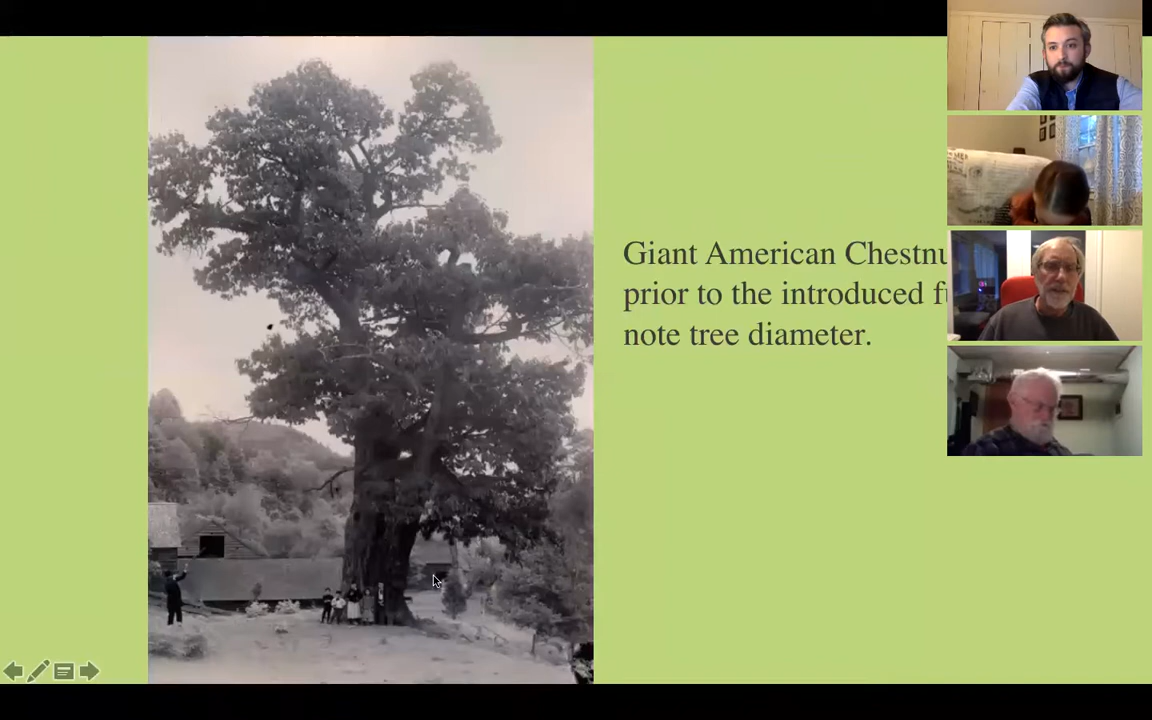 Giant American Chestnu
prior to the introduced f
note tree diameter.